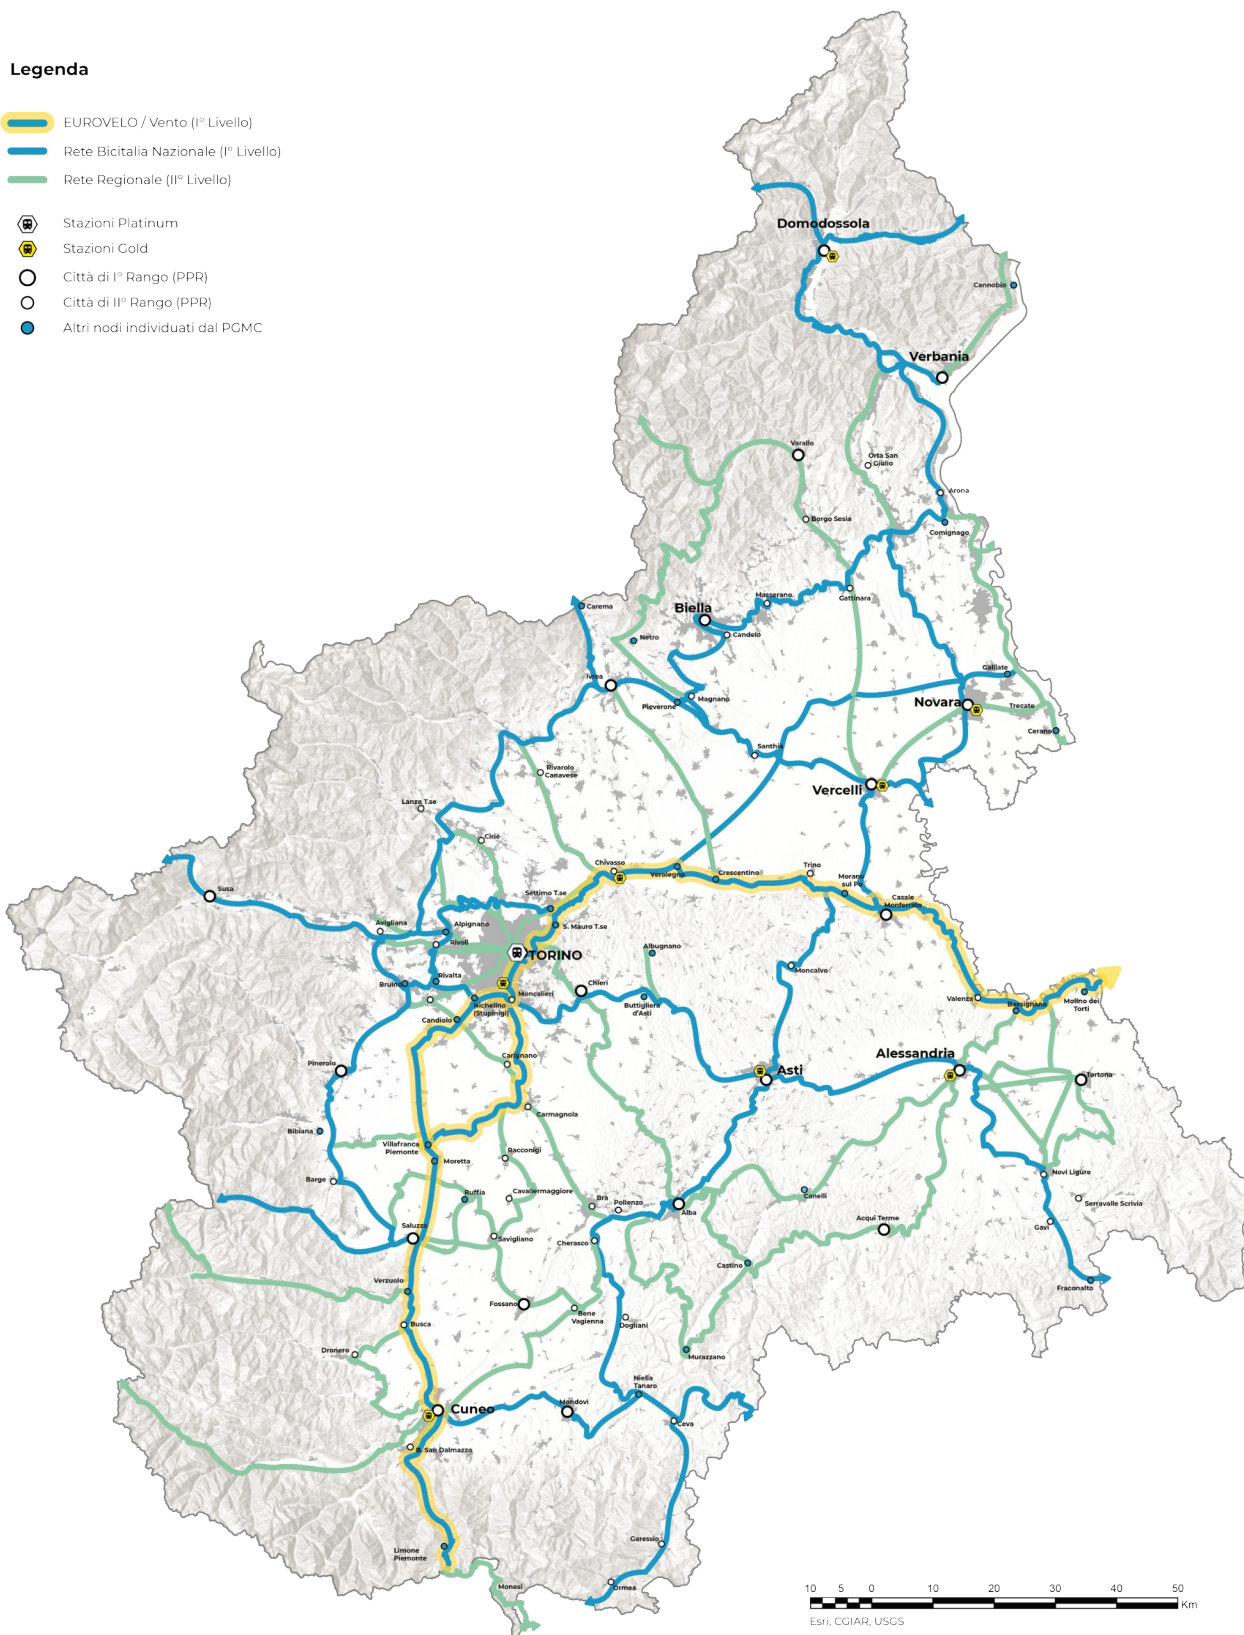 Legenda
EUROVELO / Vento (I° Livello)
Rete Bicitalia Nazionale (I° Livello)
Rete Regionale (II° Livello)
Stazioni Platinum
Stazioni Gold
Città di I° Rango (PPR)
Città di II° Rango (PPR)
Altri nodi individuati dal PGMC
Domodossola
Cannobio
Verbania
Varallo
Orta San
Giulio
Arona
Borgo Sesia
Comignago
Masserano
Gattinara
Carema
Biella
Candelo
Netro
Galliate
Ivrea
Magnano
Pieverone
Novara
Trecate
Cerano
Santhià
Rivarolo
Canavese
Vercelli
Lanzo T.se
Ciriè
Chivasso
Verolegno
Crescentino
Trino
Morano
sul Po
Susa
Settimo T.se
Casale
Monferrato
Avigliana
Alpignano
S. Mauro T.se
Rivoli
Albugnano
TORINO
Moncalvo
Rivalta
Bruino
Chieri
Moncalieri
Nichelino
(Stupinigi)
Buttigliera
d'Asti
Valenza
Bassignana
Molino dei
Torti
Candiolo
Carignano
Alessandria
Pinerolo
Asti
Tortona
Carmagnola
Bibiana
Villafranca
Piemonte
Racconigi
Moretta
Novi Ligure
Barge
Ruffia
Cavallermaggiore
Canelli
Bra
Pollenzo
Serravalle Scrivia
Alba
Saluzzo
Acqui Terme
Gavi
Savigliano
Cherasco
Castino
Verzuolo
Fraconalto
Fossano
Bene
Vagienna
Busca
Dogliani
Dronero
Murazzano
Niella
Tanaro
Cuneo
Mondovì
Ceva
B. San Dalmazzo
Garessio
Limone
Piemonte
Monesi
Ormea
10 5 0 10 20 30 40 50
Km
Esri, CGIAR, USGS